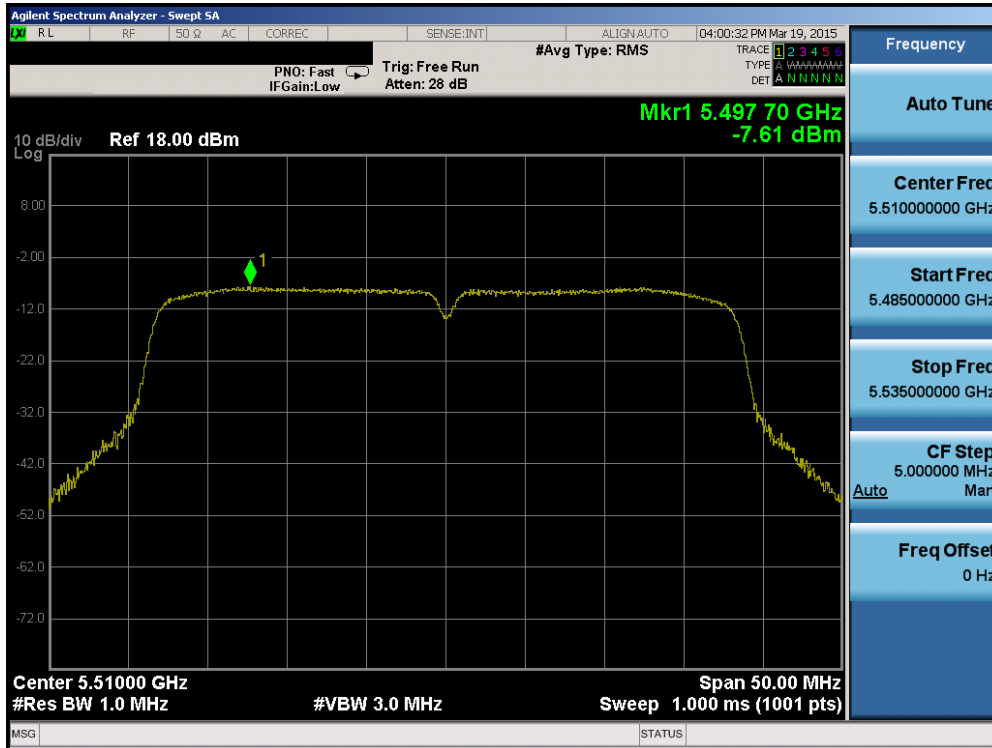 Agilent Spectrum Analyzer - Swept SA
LXI RL RF 50 Ω AC CORREC SENSE:INT ALIGN AUTO 04:00:32 PM Mar 19, 2015
#Avg Type: RMS
TRACE 1 2 3 4 5 6
PNO: Fast Trig: Free Run
TYPE A WWWWW
IFGain:Low Atten: 28 dB
DET A N N N N N
Mkr1 5.497 70 GHz
-7.61 dBm
10 dB/div Ref 18.00 dBm
Log
8.00
-2.00
1
-12.0
-22.0
-32.0
-42.0
-52.0
-62.0
-72.0
Center 5.51000 GHz Span 50.00 MHz
#Res BW 1.0 MHz #VBW 3.0 MHz Sweep 1.000 ms (1001 pts)
MSG STATUS
Frequency
Auto Tune
Center Freq
5.510000000 GHz
Start Freq
5.485000000 GHz
Stop Freq
5.535000000 GHz
CF Step
5.000000 MHz
Auto Man
Freq Offset
0 Hz